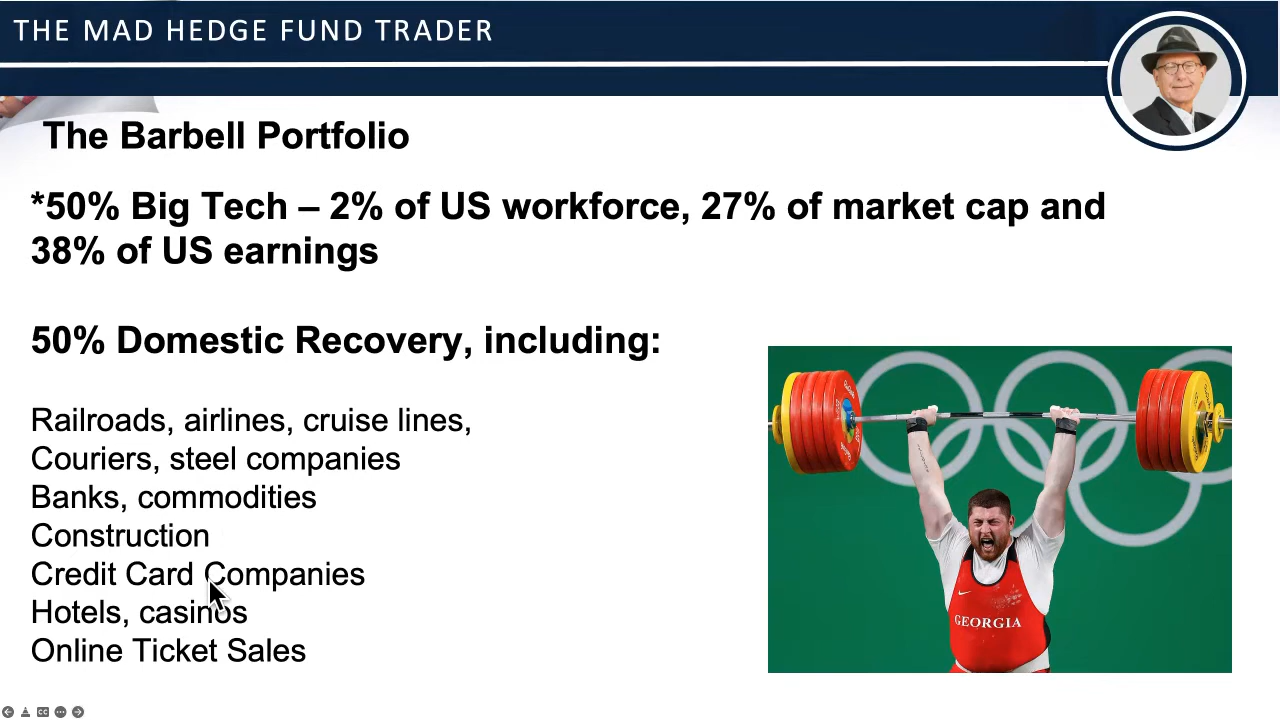 THE MAD HEDGE FUND TRADER
The Barbell Portfolio
*50% Big Tech – 2% of US workforce, 27% of market cap and
38% of US earnings
50% Domestic Recovery, including:
Railroads, airlines, cruise lines,
Couriers, steel companies
Banks, commodities
Construction
Credit Card Companies
Hotels, casinos
Online Ticket Sales
GEORGIA
CC